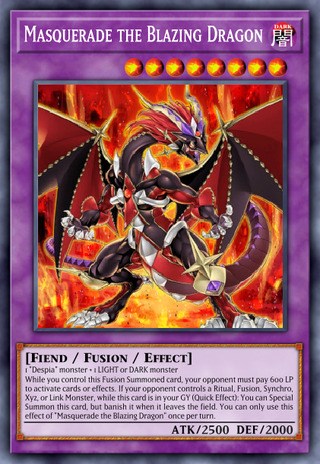 MASQUERADE THE BLAZING DRAGON
DARK
闇
[FIEND / FUSION / EFFECT]
1 "Despia" monster + 1 LIGHT or DARK monster
While you control this Fusion Summoned card, your opponent must pay 600 LP
to activate cards or effects. If your opponent controls a Ritual, Fusion, Synchro,
Xyz, or Link Monster, while this card is in your GY (Quick Effect): You can Special
Summon this card, but banish it when it leaves the field. You can only use this
effect of "Masquerade the Blazing Dragon" once per turn.
ATK/2500 DEF/2000